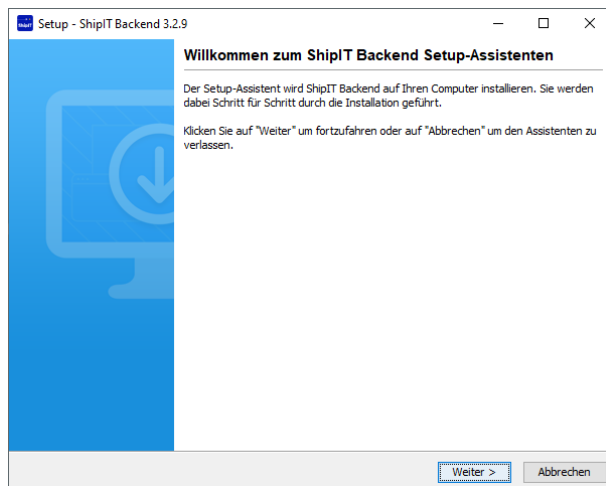 ShipIT
Setup - ShipIT Backend 3.2.9
Willkommen zum ShipIT Backend Setup-Assistenten
Der Setup-Assistent wird ShipIT Backend auf Ihren Computer installieren. Sie werden
dabei Schritt für Schritt durch die Installation geführt.
Klicken Sie auf "Weiter" um fortzufahren oder auf "Abbrechen" um den Assistenten zu
verlassen.
Weiter >
Abbrechen